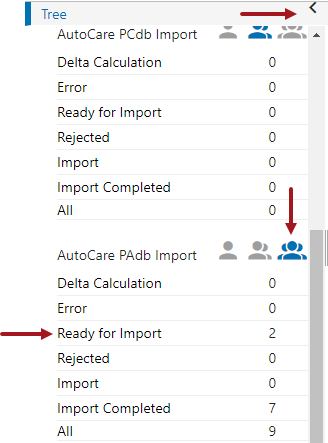 Tree
AutoCare PCdb Import
Delta Calculation 0
Error 0
Ready for Import 0
Rejected 0
Import 0
Import Completed 0
All 0
AutoCare PAdb Import
Delta Calculation 0
Error 0
Ready for Import 2
Rejected 0
Import 0
Import Completed 7
All 9